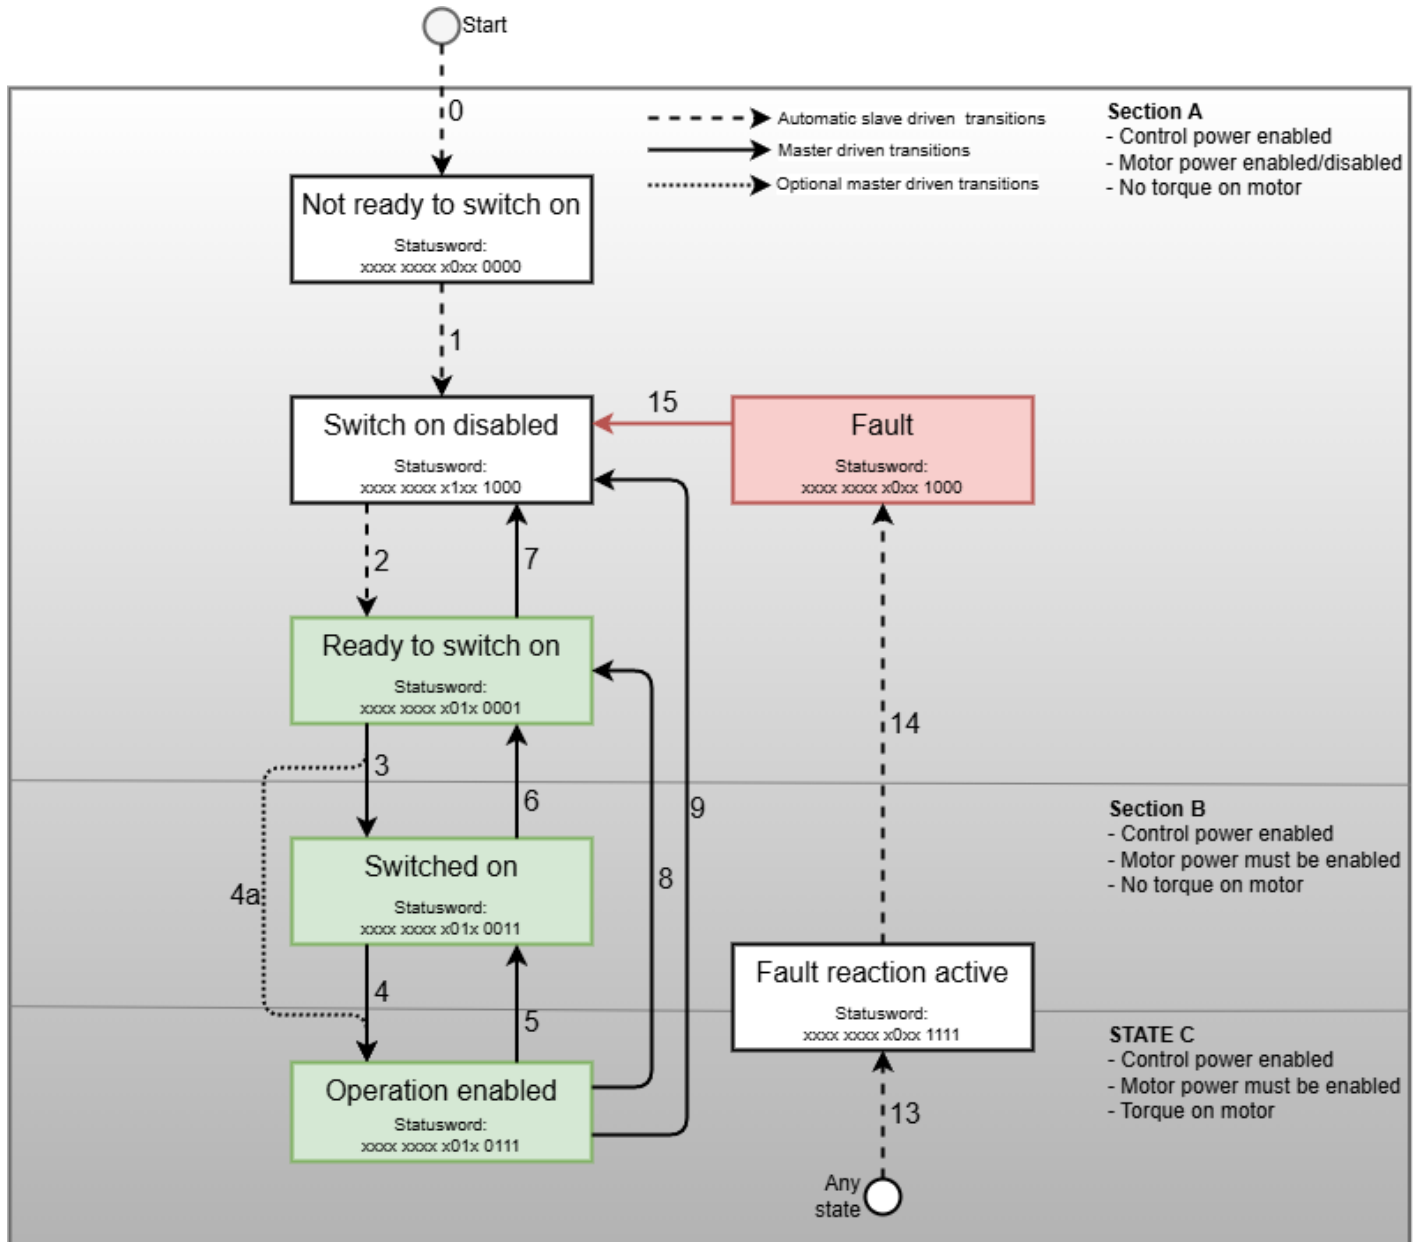 Start
0
Automatic slave driven transitions
Master driven transitions
Optional master driven transitions
Section A
- Control power enabled
- Motor power enabled/disabled
- No torque on motor
Not ready to switch on
Statusword:
xxxx xxxx x0xx 0000
1
Switch on disabled
Statusword:
xxxx xxxx x1xx 1000
15
Fault
Statusword:
xxxx xxxx x0xx 1000
2
7
Ready to switch on
Statusword:
xxxx xxxx x01x 0001
14
3
6
9
Section B
- Control power enabled
- Motor power must be enabled
- No torque on motor
Switched on
Statusword:
xxxx xxxx x01x 0011
4a
8
4
5
Fault reaction active
Statusword:
xxxx xxxx x0xx 1111
STATE C
- Control power enabled
- Motor power must be enabled
- Torque on motor
Operation enabled
Statusword:
xxxx xxxx x01x 0111
13
Any
state